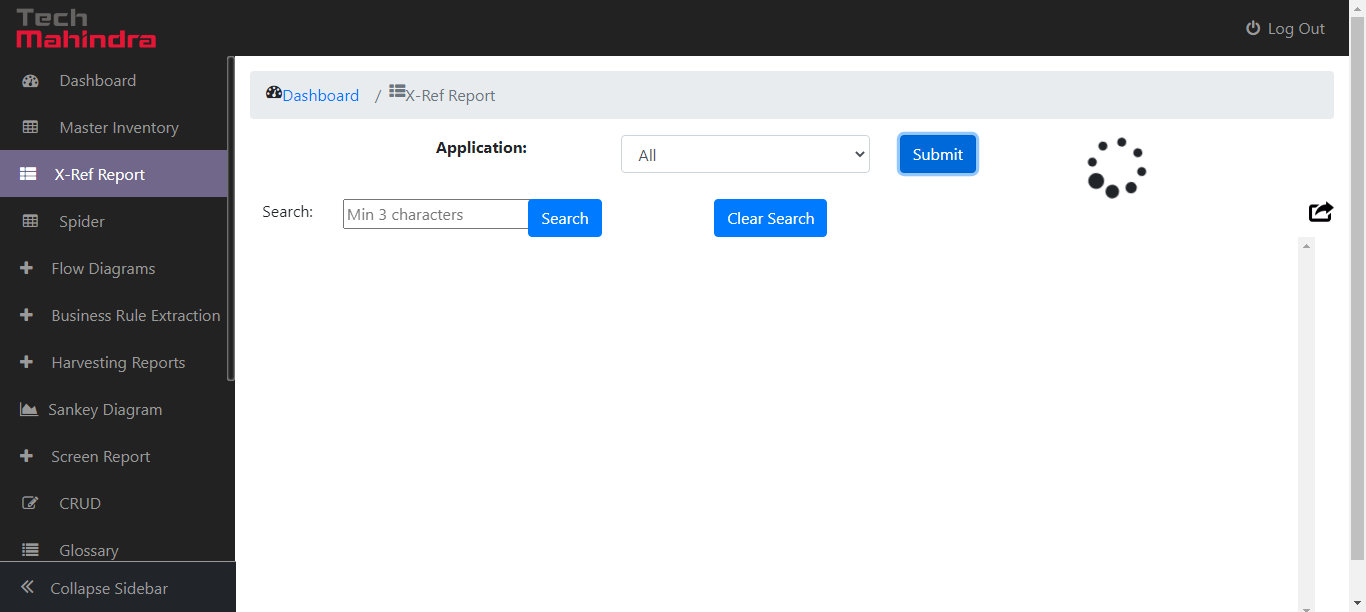 Tech
Mahindra
Log Out
Dashboard
Master Inventory
X-Ref Report
Spider
Flow Diagrams
Business Rule Extraction
Harvesting Reports
Sankey Diagram
Screen Report
CRUD
Glossary
Collapse Sidebar
Dashboard / X-Ref Report
Application: All Submit
Search: Min 3 characters Search Clear Search